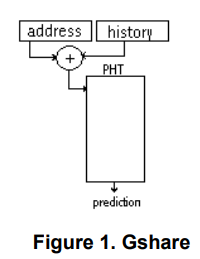 address history
+
PHT
prediction
Figure 1. Gshare